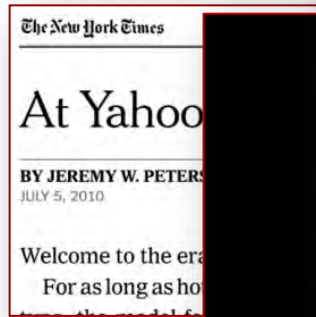 The New York Times
At Yahoo
BY JEREMY W. PETERS
JULY 5, 2010
Welcome to the era
For as long as